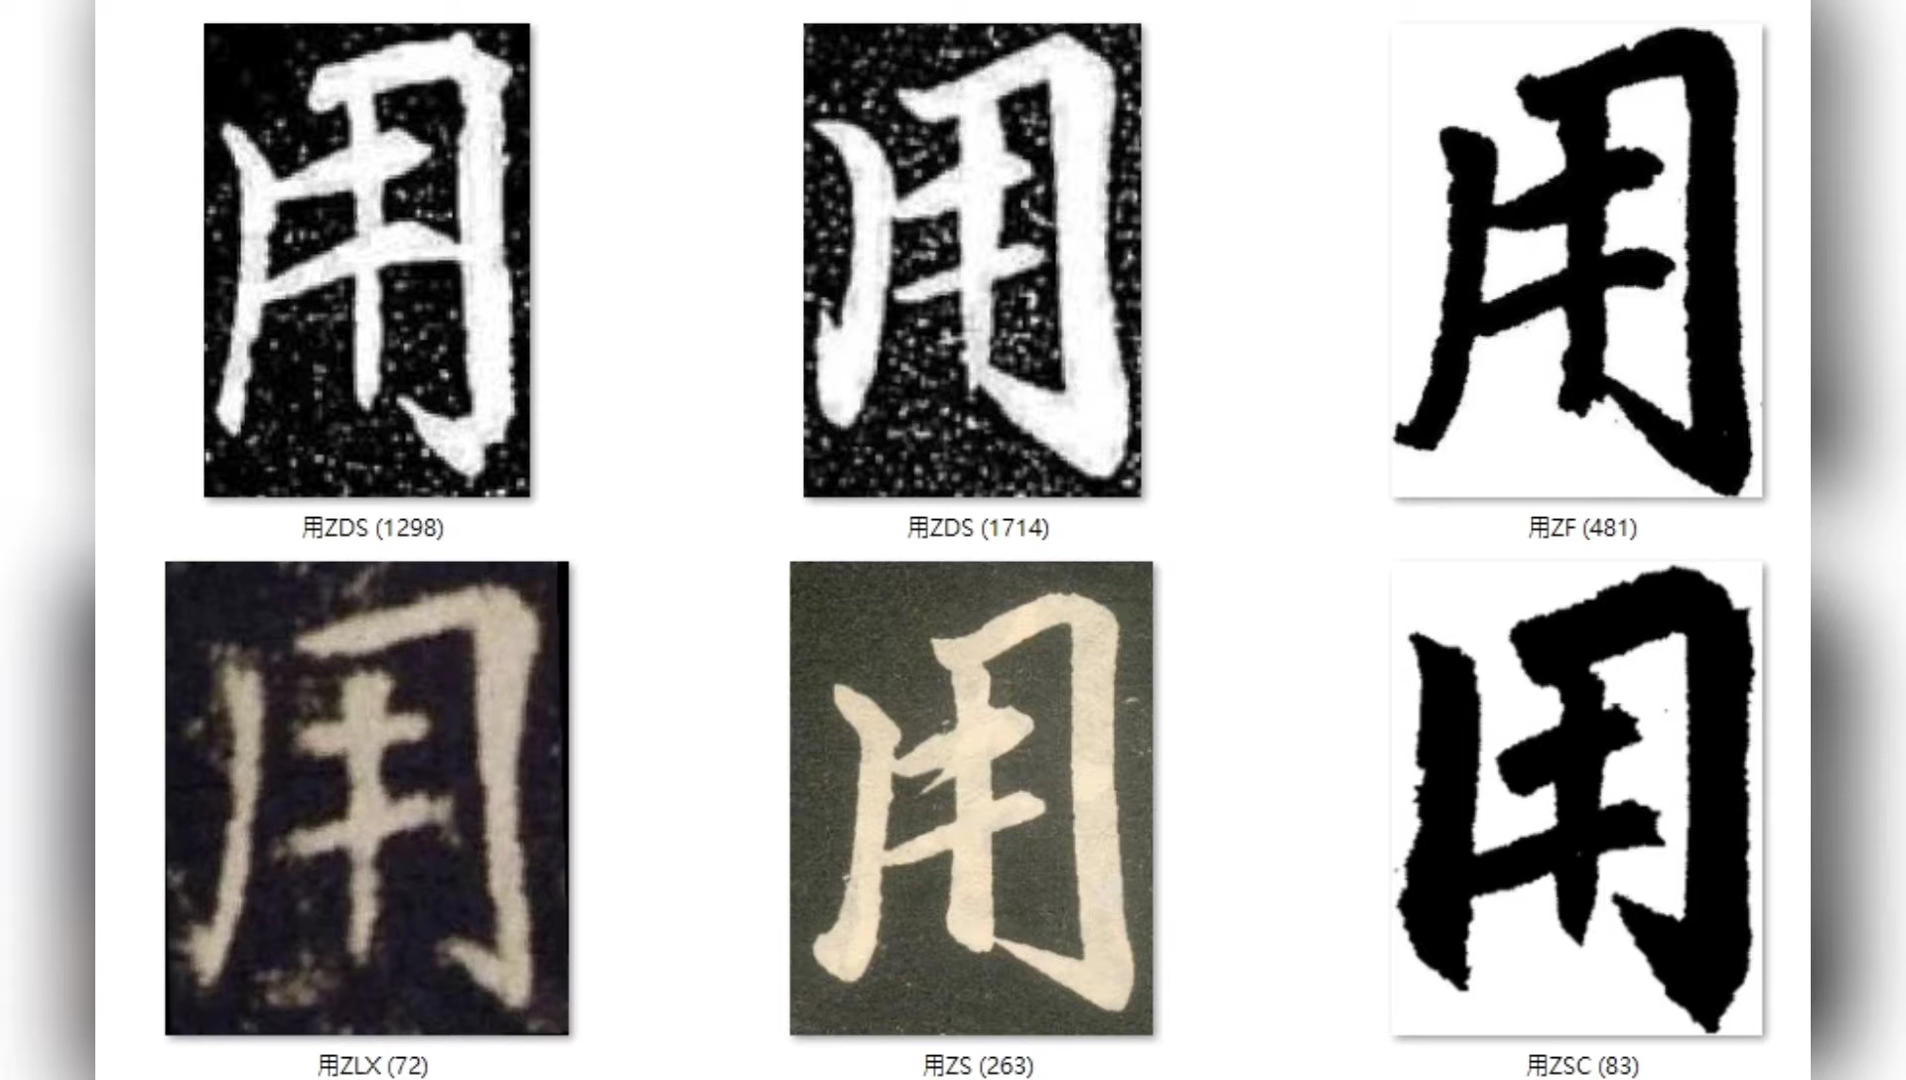 用 用 用
用ZDS (1298) 用ZDS (1714) 用ZF (481)
用 用 用
用ZLX (72) 用ZS (263) 用ZSC (83)